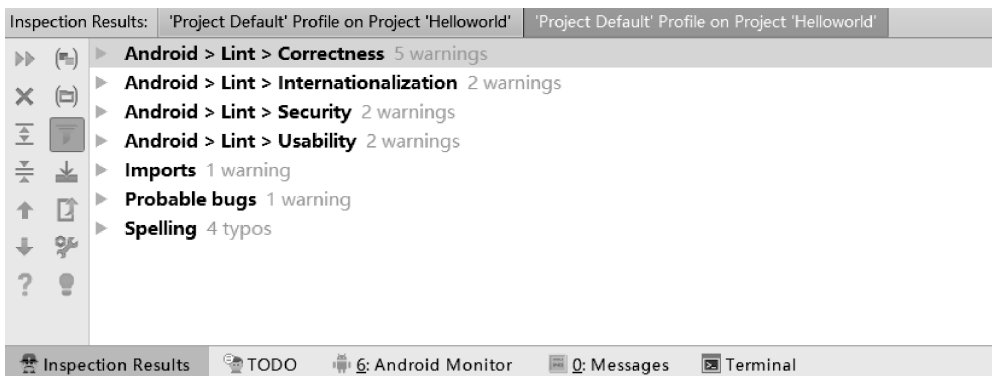 Inspection Results: 'Project Default' Profile on Project 'Helloworld' 'Project Default' Profile on Project 'Helloworld'
Android > Lint > Correctness 5 warnings
Android > Lint > Internationalization 2 warnings
Android > Lint > Security 2 warnings
Android > Lint > Usability 2 warnings
Imports 1 warning
Probable bugs 1 warning
Spelling 4 typos
Inspection Results TODO 6: Android Monitor 0: Messages Terminal